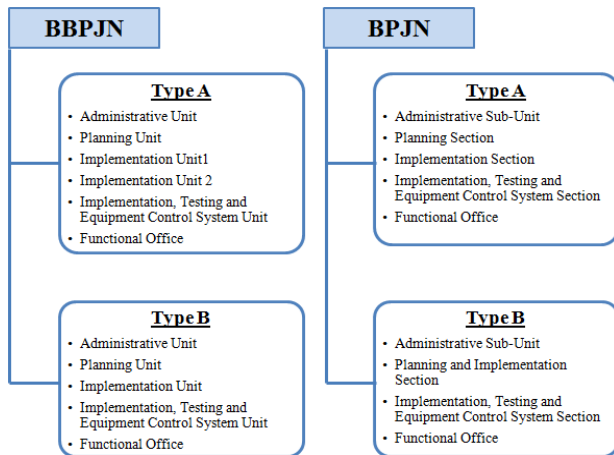 BBPJN
Type A
• Administrative Unit
• Planning Unit
• Implementation Unit1
• Implementation Unit 2
• Implementation, Testing and
Equipment Control System Unit
• Functional Office
Type B
• Administrative Unit
• Planning Unit
• Implementation Unit
• Implementation, Testing and
Equipment Control System Unit
• Functional Office
BPJN
Type A
• Administrative Sub-Unit
• Planning Section
• Implementation Section
• Implementation, Testing and
Equipment Control System Section
• Functional Office
Type B
• Administrative Sub-Unit
• Planning and Implementation
Section
• Implementation, Testing and
Equipment Control System Section
• Functional Office